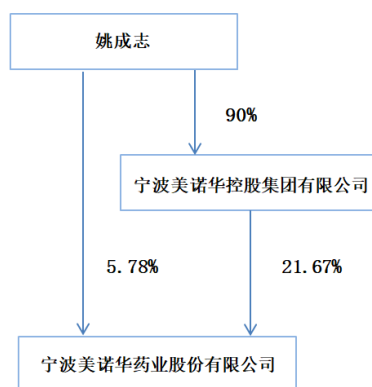 姚成志
90%
宁波美诺华控股集团有限公司
5.78%
21.67%
宁波美诺华药业股份有限公司